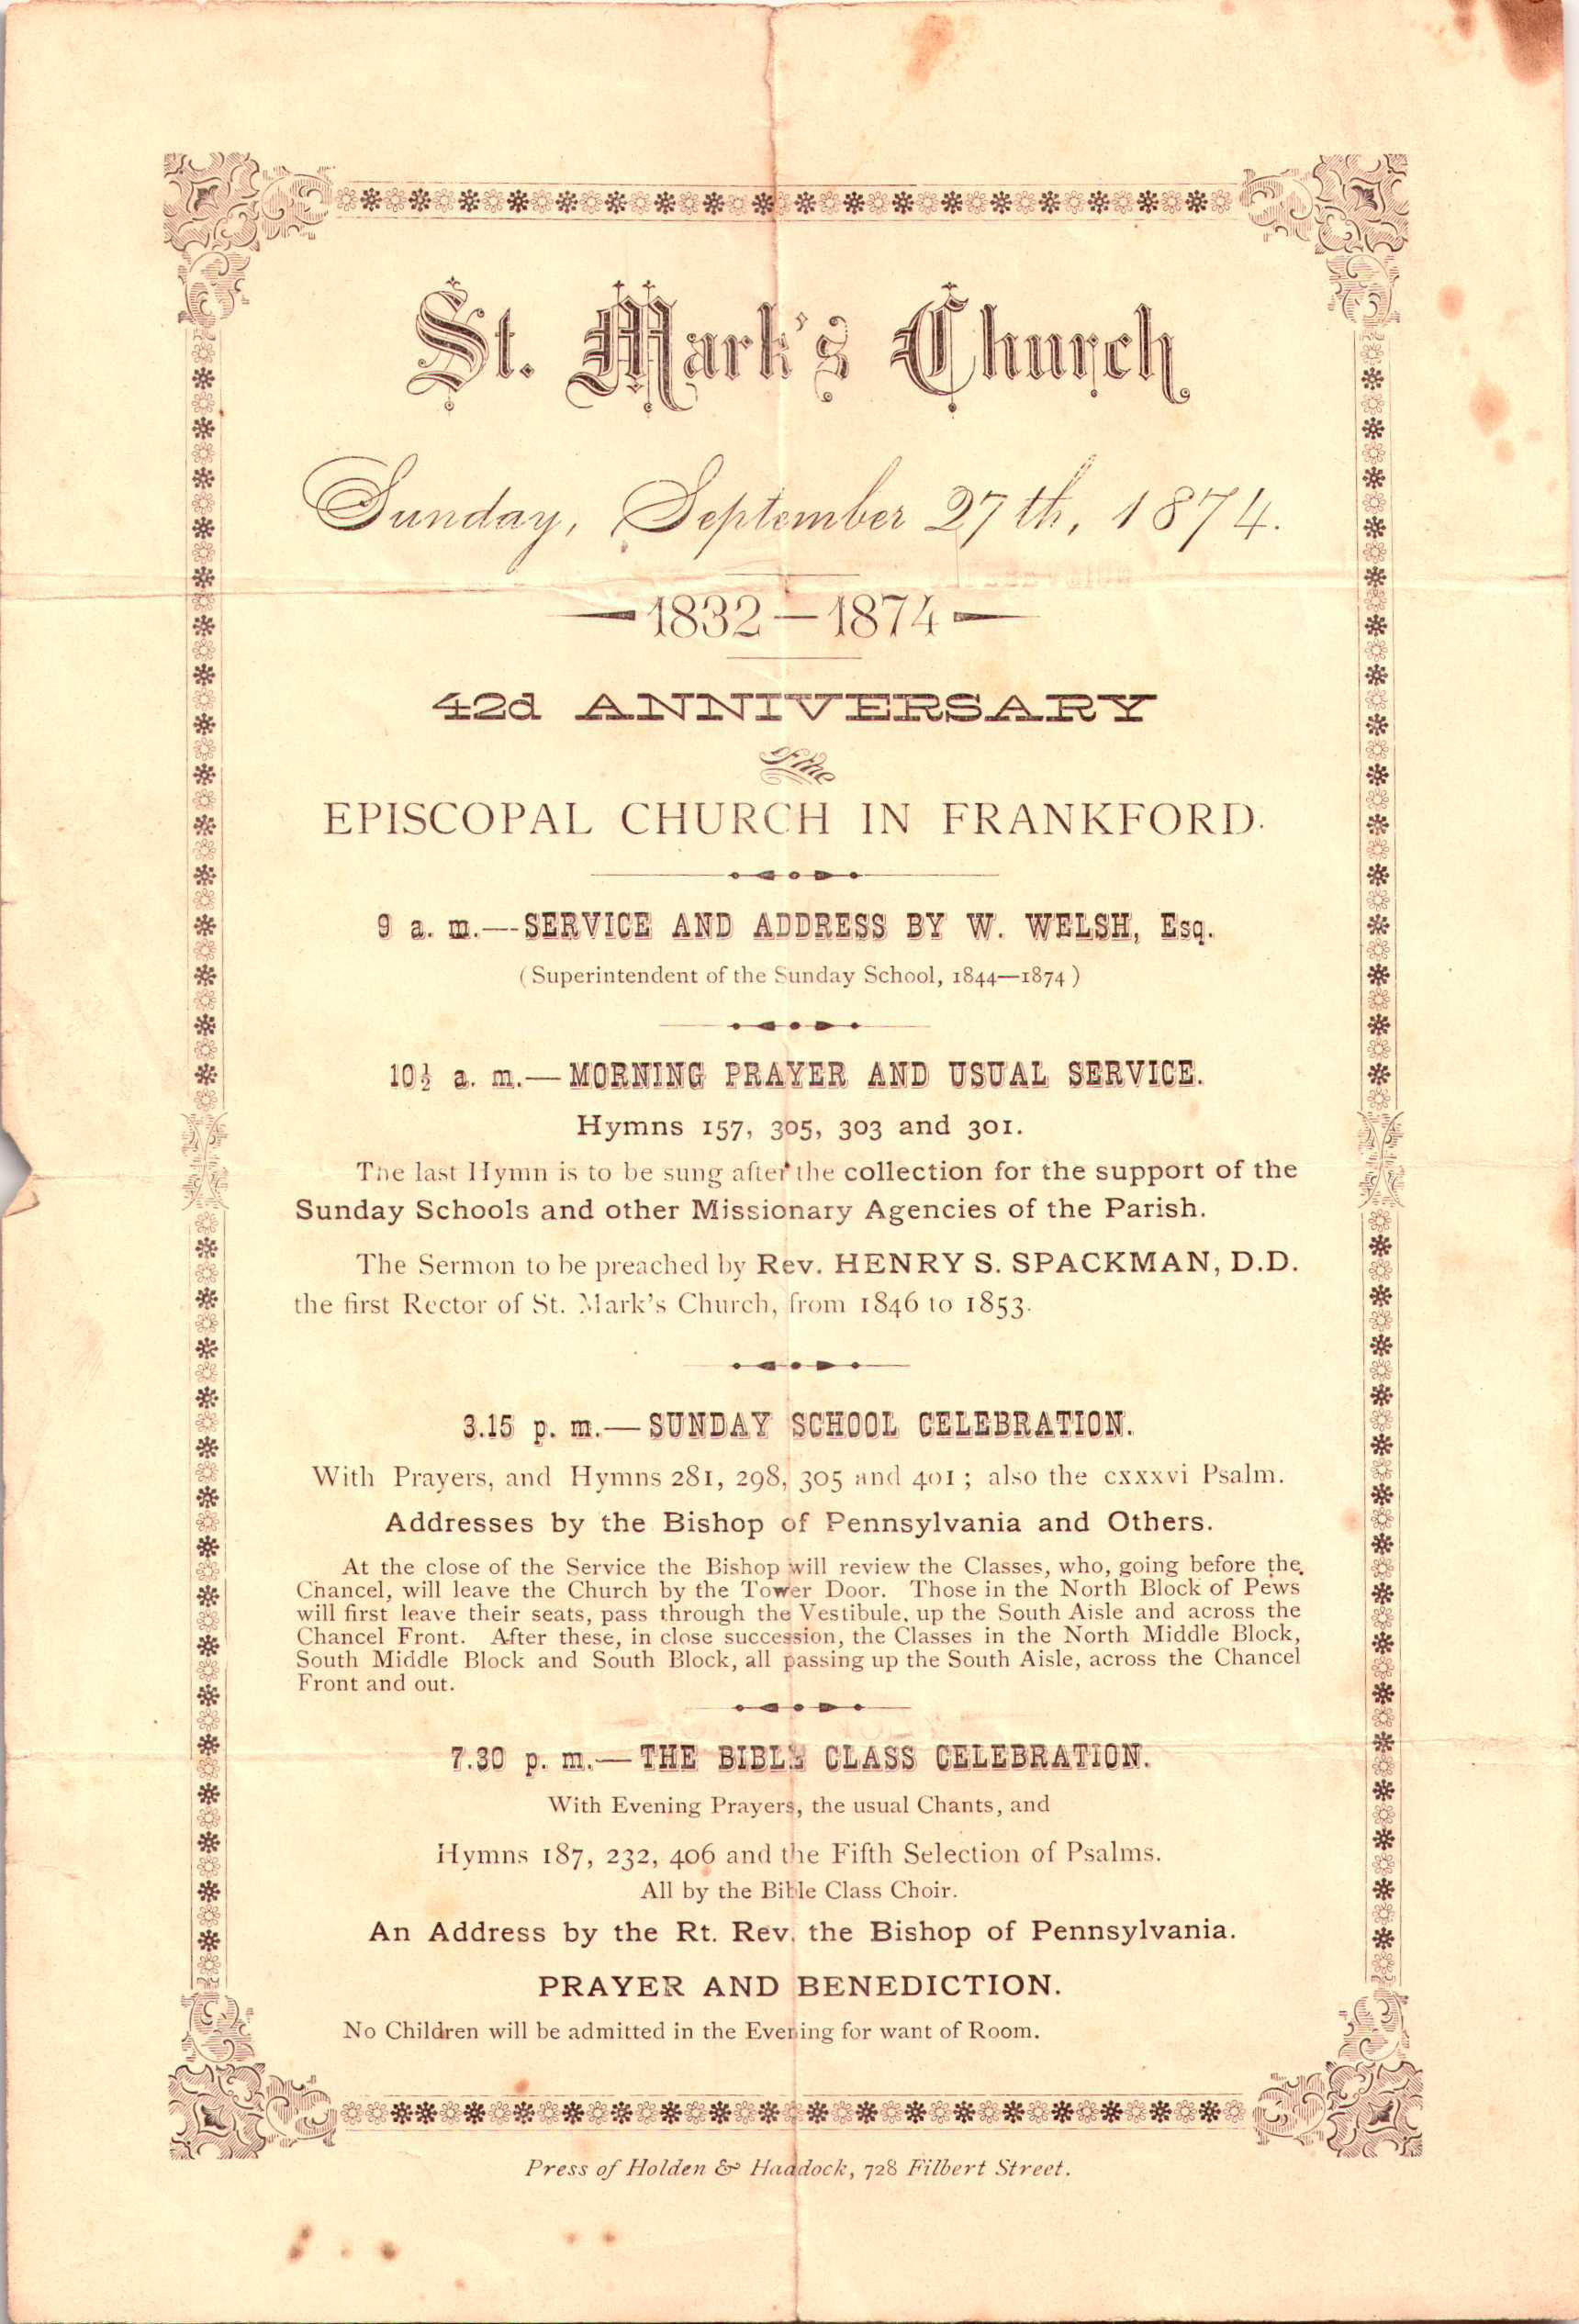 St. Mark's Church
Sunday, September 27th, 1874.
—1832—1874—
42d ANNIVERSARY
of the
EPISCOPAL CHURCH IN FRANKFORD.
9 a. m.—SERVICE AND ADDRESS BY W. WELSH, Esq.
(Superintendent of the Sunday School, 1844—1874)
10½ a. m.—MORNING PRAYER AND USUAL SERVICE.
Hymns 157, 305, 303 and 301.
The last Hymn is to be sung after the collection for the support of the
Sunday Schools and other Missionary Agencies of the Parish.
The Sermon to be preached by Rev. HENRY S. SPACKMAN, D.D.
the first Rector of St. Mark's Church, from 1846 to 1853.
3.15 p. m.—SUNDAY SCHOOL CELEBRATION.
With Prayers, and Hymns 281, 298, 305 and 401; also the cxxxvi Psalm.
Addresses by the Bishop of Pennsylvania and Others.
At the close of the Service the Bishop will review the Classes, who, going before the
Chancel, will leave the Church by the Tower Door. Those in the North Block of Pews
will first leave their seats, pass through the Vestibule, up the South Aisle and across the
Chancel Front. After these, in close succession, the Classes in the North Middle Block,
South Middle Block and South Block, all passing up the South Aisle, across the Chancel
Front and out.
7.30 p. m.—THE BIBLE CLASS CELEBRATION.
With Evening Prayers, the usual Chants, and
Hymns 187, 232, 406 and the Fifth Selection of Psalms.
All by the Bible Class Choir.
An Address by the Rt. Rev. the Bishop of Pennsylvania.
PRAYER AND BENEDICTION.
No Children will be admitted in the Evening for want of Room.
Press of Holden & Haddock, 728 Filbert Street.